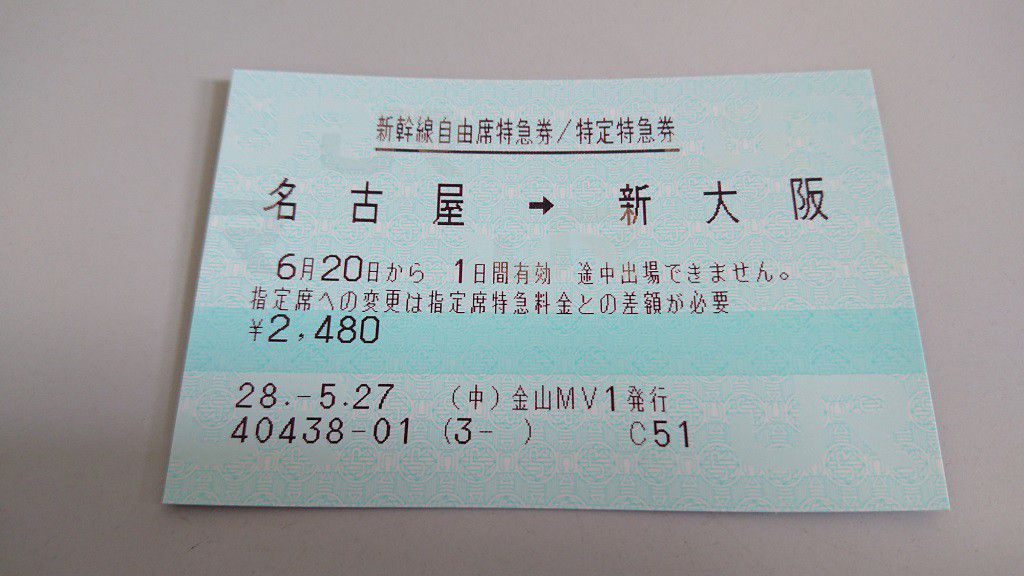 新幹線自由席特急券/特定特急券
名古屋 → 新大阪
6月20日から 1日間有効 途中出場できません。
指定席への変更は指定席特急料金との差額が必要
¥2,480
28.-5.27 (中)金山MV1発行
40438-01 (3- ) C51